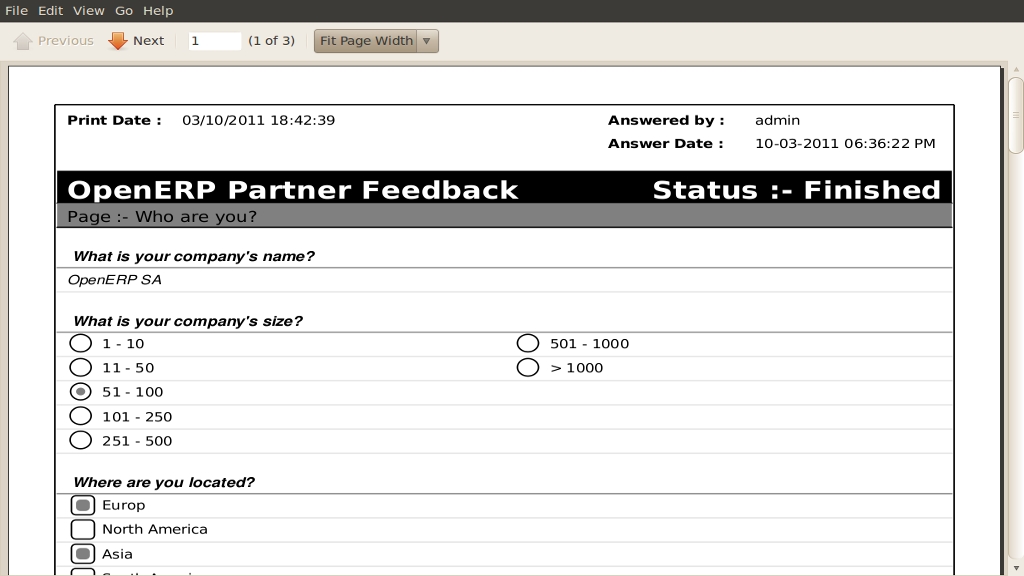 File Edit View Go Help
Previous Next 1 (1 of 3) Fit Page Width
Print Date : 03/10/2011 18:42:39 Answered by : admin
Answer Date : 10-03-2011 06:36:22 PM
OpenERP Partner Feedback Status :- Finished
Page :- Who are you?
What is your company's name?
OpenERP SA
What is your company's size?
1 - 10 501 - 1000
11 - 50 > 1000
51 - 100
101 - 250
251 - 500
Where are you located?
Europ
North America
Asia